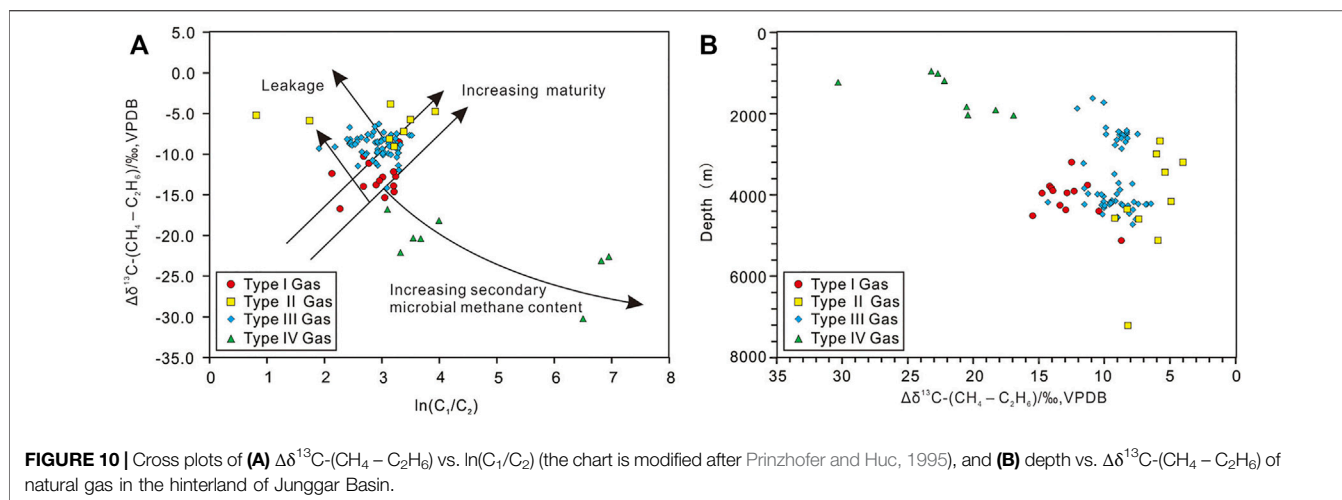 A
5.0
0.0
-5.0
-10.0
-15.0
-20.0
-25.0
-30.0
-35.0
Δδ¹³C-(CH₄ – C₂H₆)/‰,VPDB
Leakage
Increasing maturity
Increasing secondary
microbial methane content
Type I Gas
Type II Gas
Type III Gas
Type IV Gas
0 1 2 3 4 5 6 7 8
ln(C₁/C₂)
B
0
2000
4000
6000
8000
Depth (m)
Type I Gas
Type II Gas
Type III Gas
Type IV Gas
35 30 25 20 15 10 5 0
Δδ¹³C-(CH₄ – C₂H₆)/‰,VPDB
FIGURE 10 | Cross plots of (A) Δδ¹³C-(CH₄ – C₂H₆) vs. ln(C₁/C₂) (the chart is modified after Prinzhofer and Huc, 1995), and (B) depth vs. Δδ¹³C-(CH₄ – C₂H₆) of
natural gas in the hinterland of Junggar Basin.